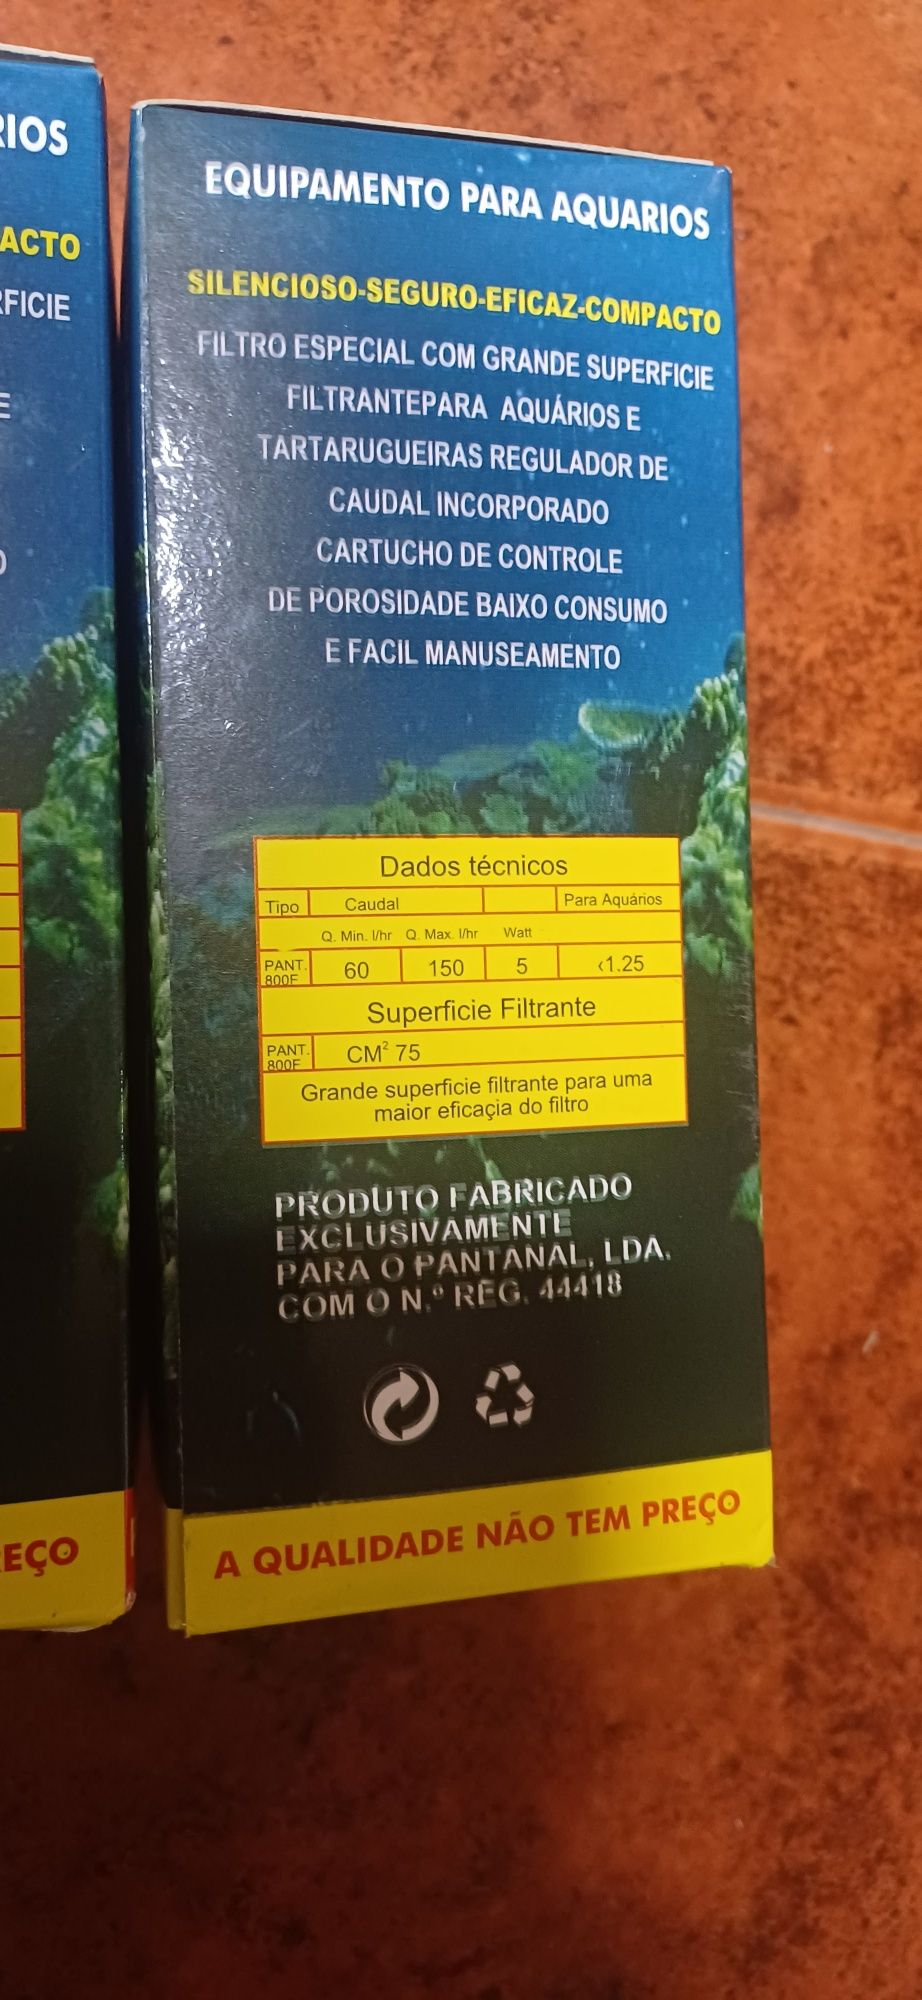 RIOS
ACTO
RFICIE
E
O
EÇO
EQUIPAMENTO PARA AQUARIOS
SILENCIOSO-SEGURO-EFICAZ-COMPACTO
FILTRO ESPECIAL COM GRANDE SUPERFICIE
FILTRANTEPARA AQUÁRIOS E
TARTARUGUEIRAS REGULADOR DE
CAUDAL INCORPORADO
CARTUCHO DE CONTROLE
DE POROSIDADE BAIXO CONSUMO
E FACIL MANUSEAMENTO
Dados técnicos
Tipo Caudal Para Aquários
Q. Min. l/hr Q. Max. l/hr Watt
PANT. 800F 60 150 5 <1.25
Superficie Filtrante
PANT. 800F CM² 75
Grande superficie filtrante para uma
maior eficaçia do filtro
PRODUTO FABRICADO
EXCLUSIVAMENTE
PARA O PANTANAL, LDA.
COM O N.º REG. 44418
A QUALIDADE NÃO TEM PREÇO